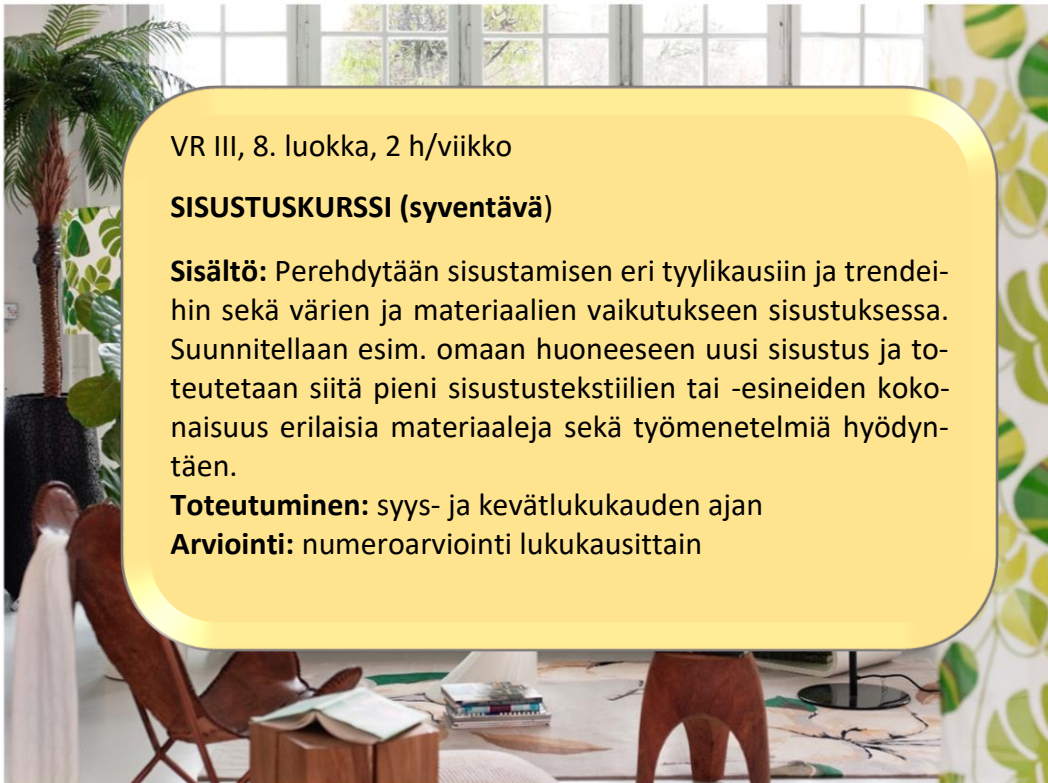 VR III, 8. luokka, 2 h/viikko
SISUSTUSKURSSI (syventävä)
Sisältö: Perehdytään sisustamisen eri tyylikausiin ja trendei-
hin sekä värien ja materiaalien vaikutukseen sisustuksessa.
Suunnitellaan esim. omaan huoneeseen uusi sisustus ja to-
teutetaan siitä pieni sisustustekstiilien tai -esineiden koko-
naisuus erilaisia materiaaleja sekä työmenetelmiä hyödyn-
täen.
Toteutuminen: syys- ja kevätlukukauden ajan
Arviointi: numeroarviointi lukukausittain